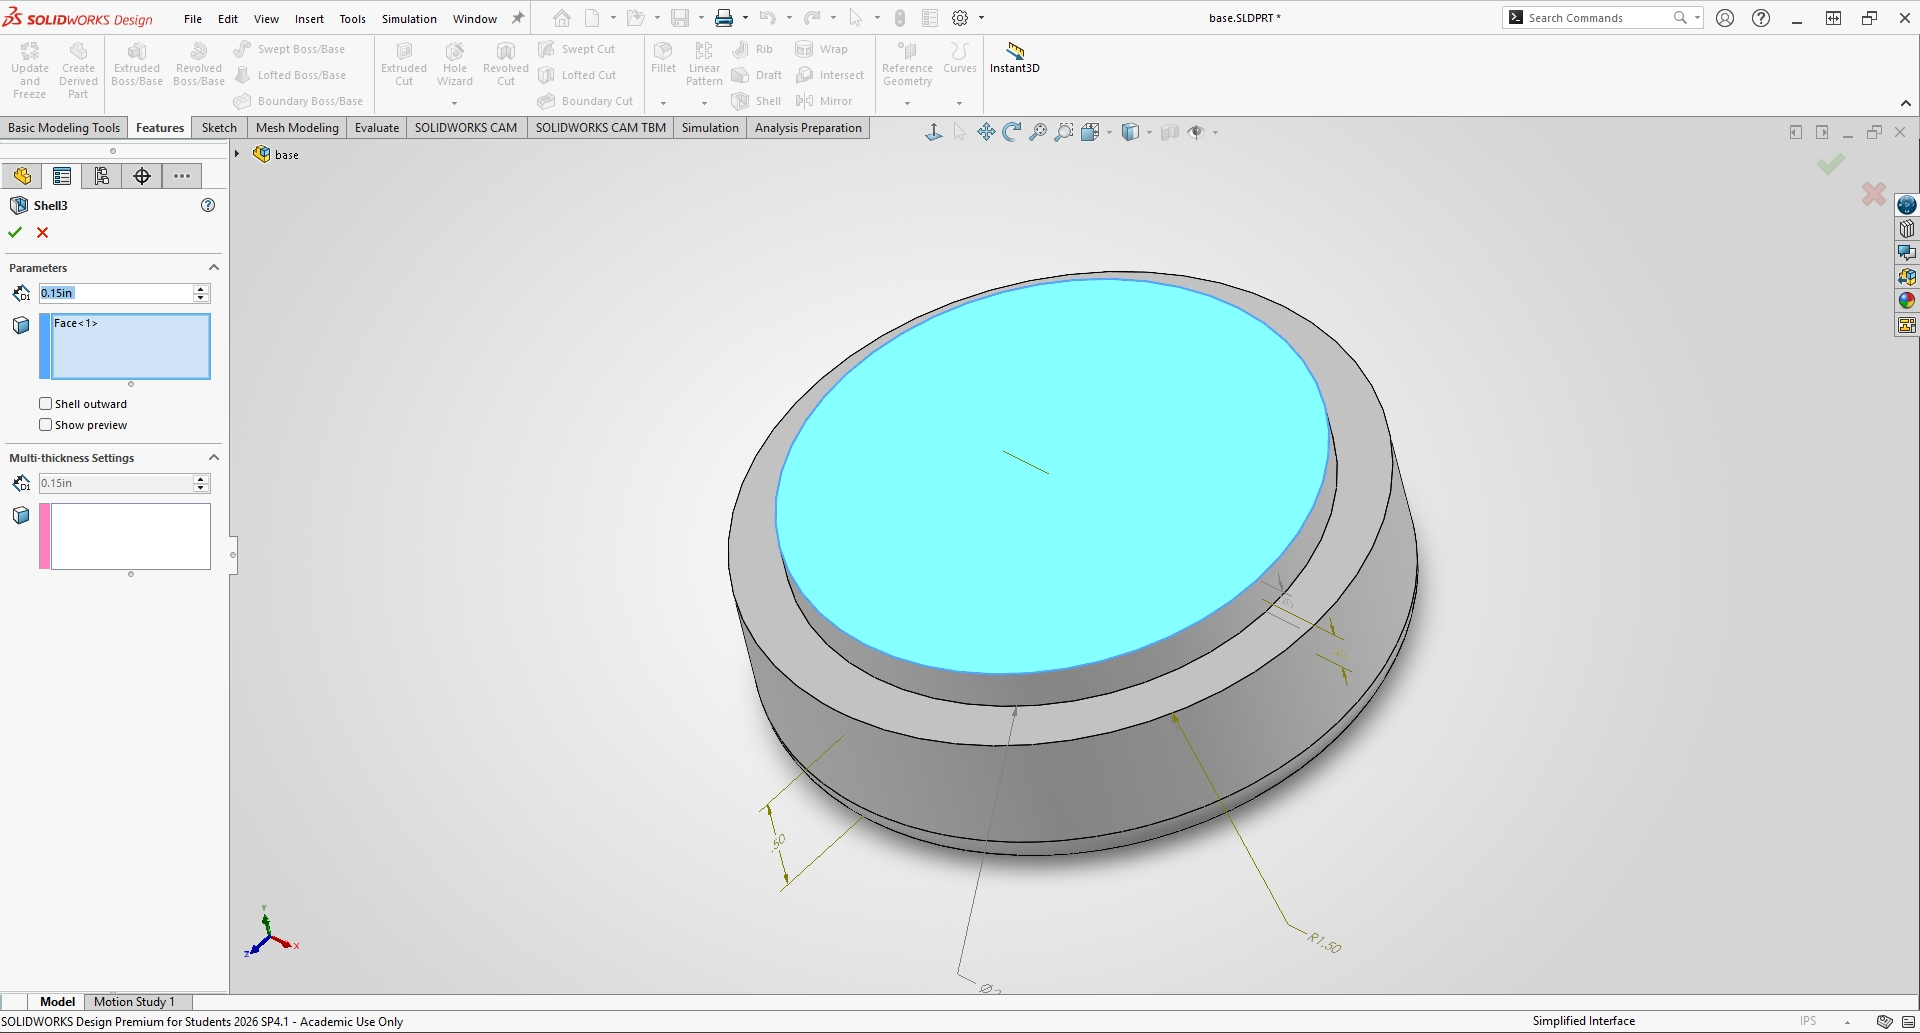 SOLIDWORKS Design File Edit View Insert Tools Simulation Window base.SLDPRT * Search Commands
Update and Freeze
Create Derived Part
Extruded Boss/Base
Revolved Boss/Base
Swept Boss/Base
Lofted Boss/Base
Boundary Boss/Base
Extruded Cut
Hole Wizard
Revolved Cut
Swept Cut
Lofted Cut
Boundary Cut
Fillet
Linear Pattern
Rib
Draft
Shell
Wrap
Intersect
Mirror
Reference Geometry
Curves
Instant3D
Basic Modeling Tools Features Sketch Mesh Modeling Evaluate SOLIDWORKS CAM SOLIDWORKS CAM TBM Simulation Analysis Preparation
base
Shell3
Parameters
0.15in
Face<1>
Shell outward
Show preview
Multi-thickness Settings
0.15in
.50
R1.50
Y
X
Z
Model Motion Study 1
SOLIDWORKS Design Premium for Students 2026 SP4.1 - Academic Use Only Simplified Interface IPS